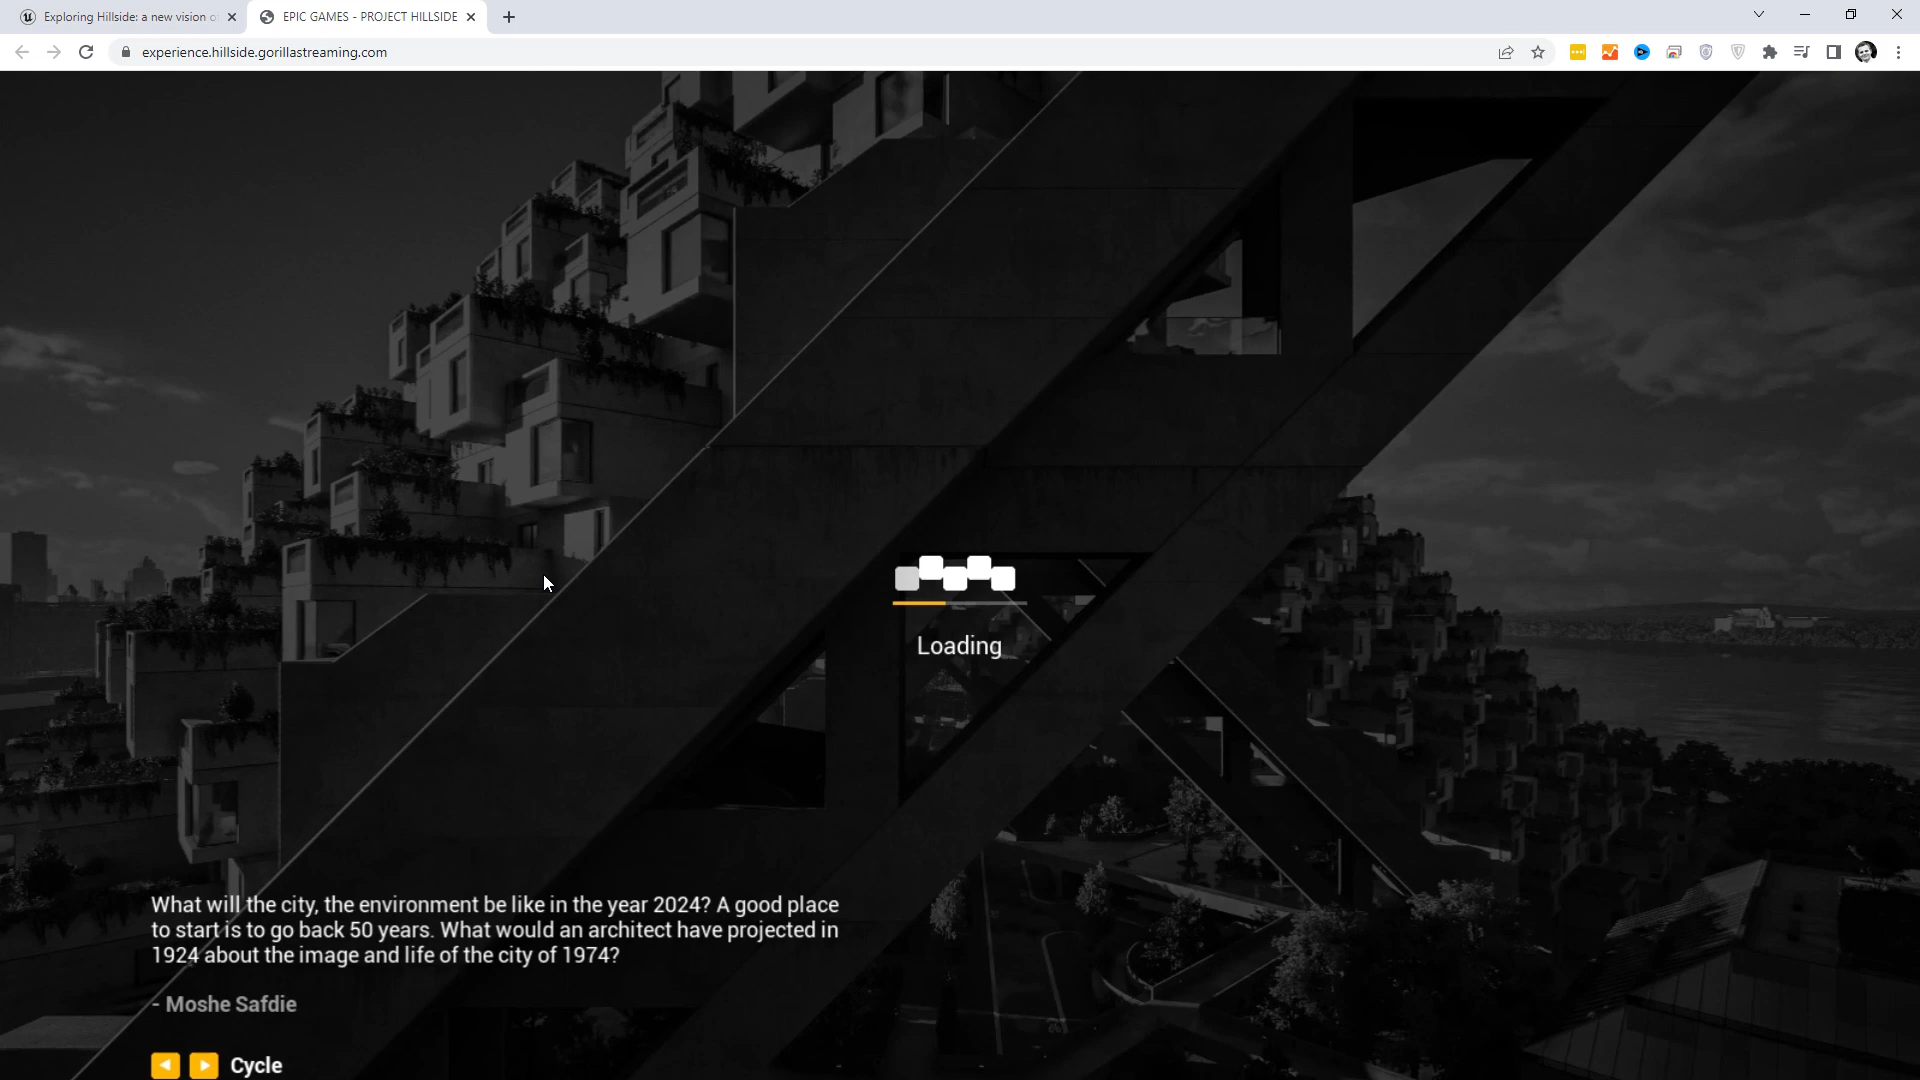 Exploring Hillside: a new vision o
EPIC GAMES - PROJECT HILLSIDE
experience.hillside.gorillastreaming.com
Loading
What will the city, the environment be like in the year 2024? A good place
to start is to go back 50 years. What would an architect have projected in
1924 about the image and life of the city of 1974?
- Moshe Safdie
Cycle